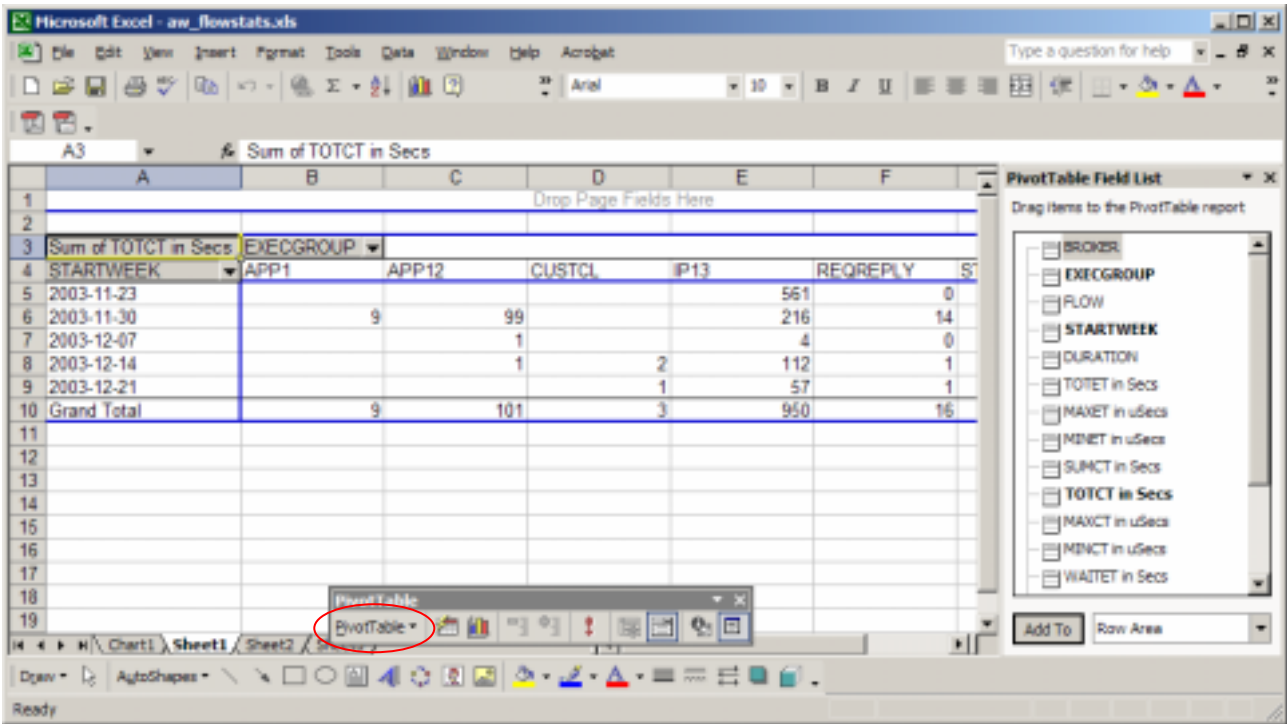 Microsoft Excel - aw_flowstats.xls
File Edit View Insert Format Tools Data Window Help Acrobat Type a question for help
Arial 10 B I U
A3 fx Sum of TOTCT in Secs
A B C D E F
PivotTable Field List
1 Drop Page Fields Here
Drag items to the PivotTable report
2
3 Sum of TOTCT in Secs EXECGROUP
4 STARTWEEK APP1 APP12 CUSTCL IP13 REQREPLY ST
5 2003-11-23 561 0
6 2003-11-30 9 99 216 14
7 2003-12-07 1 4 0
8 2003-12-14 1 2 112 1
9 2003-12-21 1 57 1
10 Grand Total 9 101 3 950 16
11
12
13
14
15
16
17
18
19
BROKER
EXECGROUP
FLOW
STARTWEEK
DURATION
TOTET in Secs
MAXET in uSecs
MINET in uSecs
SUMCT in Secs
TOTCT in Secs
MAXCT in uSecs
MINCT in uSecs
WAITET in Secs
Add To Row Area
PivotTable
PivotTable
Chart1 Sheet1 Sheet2
Draw AutoShapes
Ready